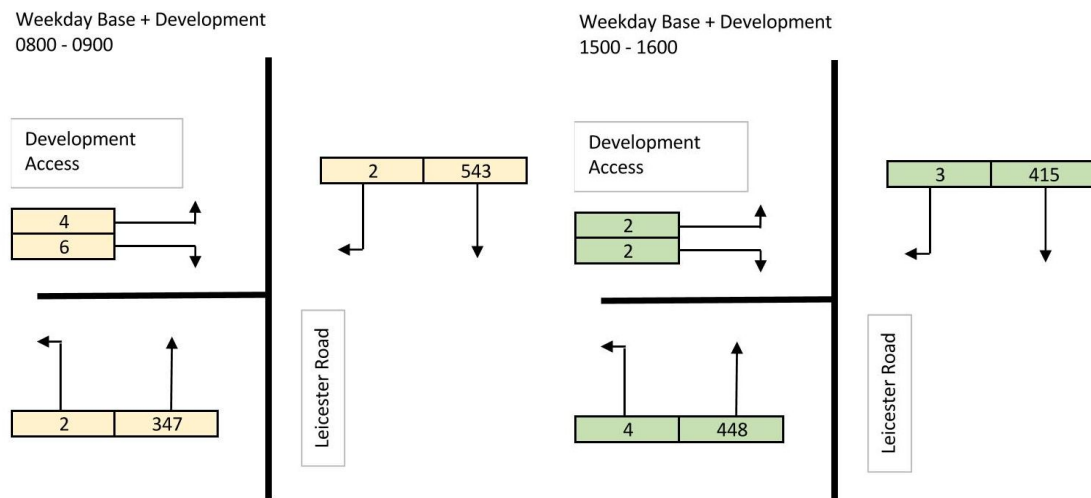 Weekday Base + Development
0800 - 0900
Development
Access
2 543
4
6
Leicester Road
2 347
Weekday Base + Development
1500 - 1600
Development
Access
3 415
2
2
Leicester Road
4 448